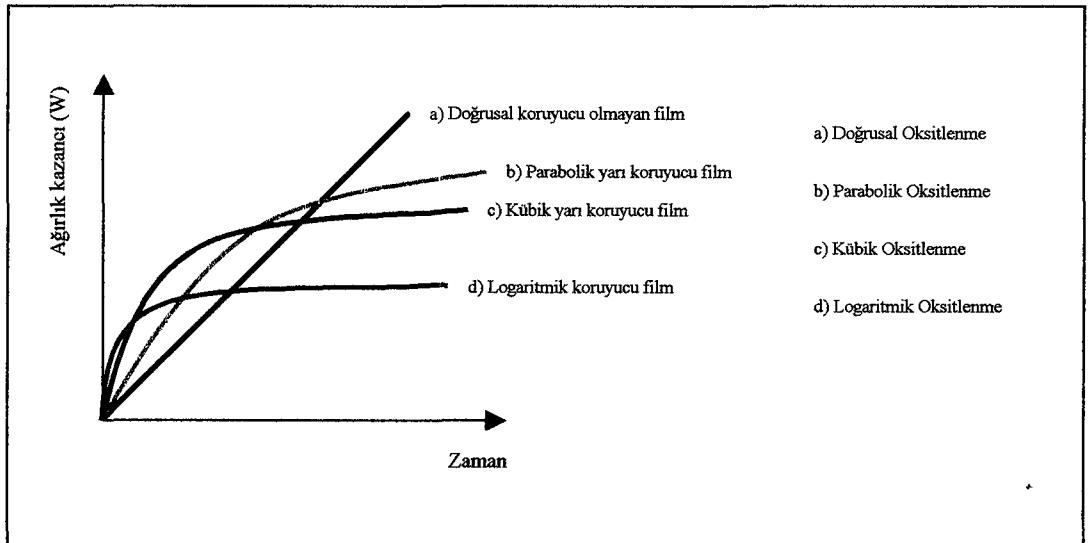 Ağırlık kazancı (W)
a) Doğrusal koruyucu olmayan film
b) Parabolik yarı koruyucu film
c) Kübik yarı koruyucu film
d) Logaritmik koruyucu film
Zaman
a) Doğrusal Oksitlenme
b) Parabolik Oksitlenme
c) Kübik Oksitlenme
d) Logaritmik Oksitlenme